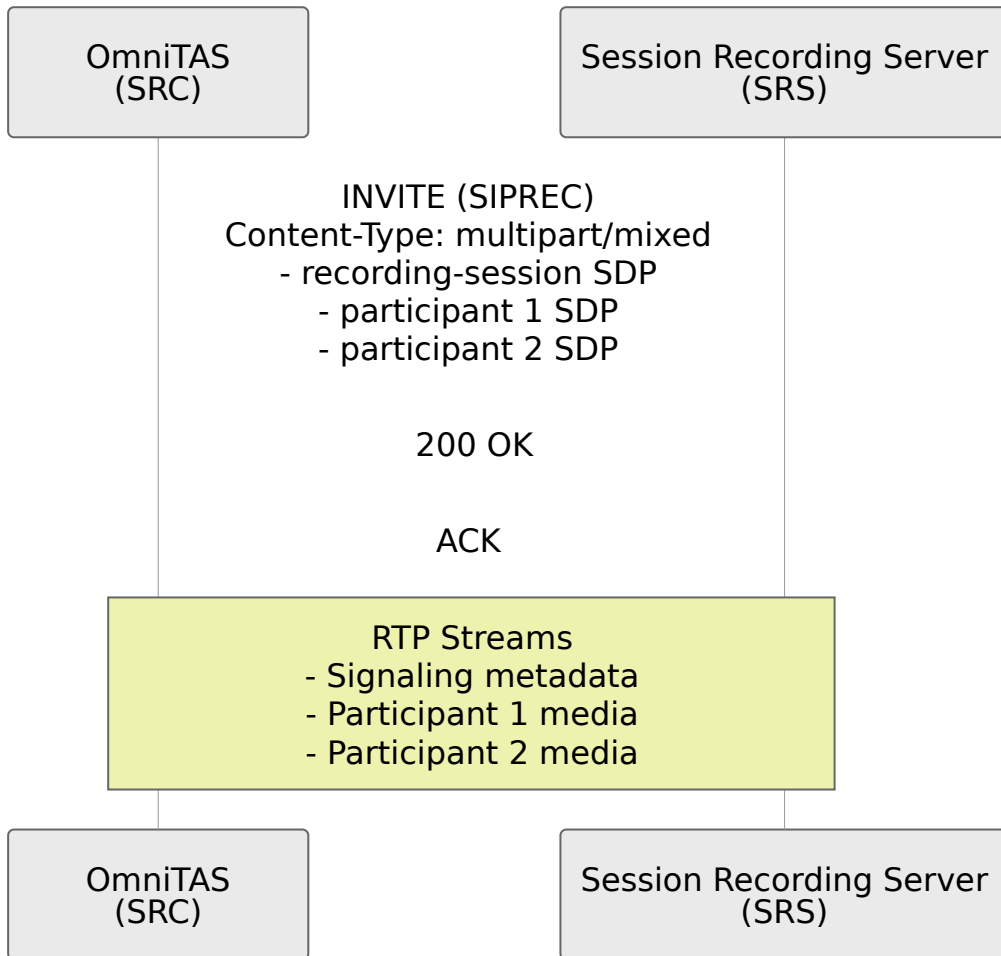 OmniTAS
(SRC)
Session Recording Server
(SRS)
INVITE (SIPREC)
Content-Type: multipart/mixed
- recording-session SDP
- participant 1 SDP
- participant 2 SDP
200 OK
ACK
RTP Streams
- Signaling metadata
- Participant 1 media
- Participant 2 media
OmniTAS
(SRC)
Session Recording Server
(SRS)